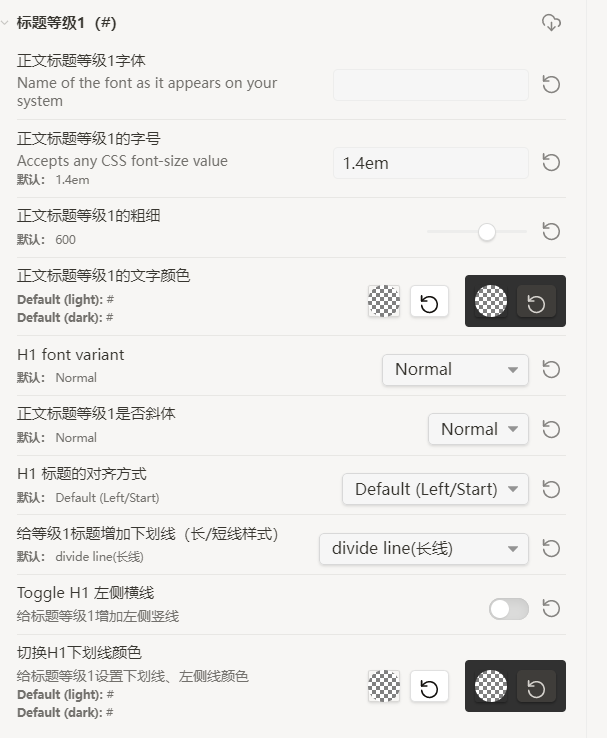 标题等级1（#）
正文标题等级1字体
Name of the font as it appears on your
system
正文标题等级1的字号
Accepts any CSS font-size value
默认： 1.4em
1.4em
正文标题等级1的粗细
默认： 600
正文标题等级1的文字颜色
Default (light): #
Default (dark): #
H1 font variant
默认： Normal
Normal
正文标题等级1是否斜体
默认： Normal
Normal
H1 标题的对齐方式
默认： Default (Left/Start)
Default (Left/Start)
给等级1标题增加下划线（长/短线样式）
默认： divide line(长线)
divide line(长线)
Toggle H1 左侧横线
给标题等级1增加左侧竖线
切换H1下划线颜色
给标题等级1设置下划线、左侧线颜色
Default (light): #
Default (dark): #